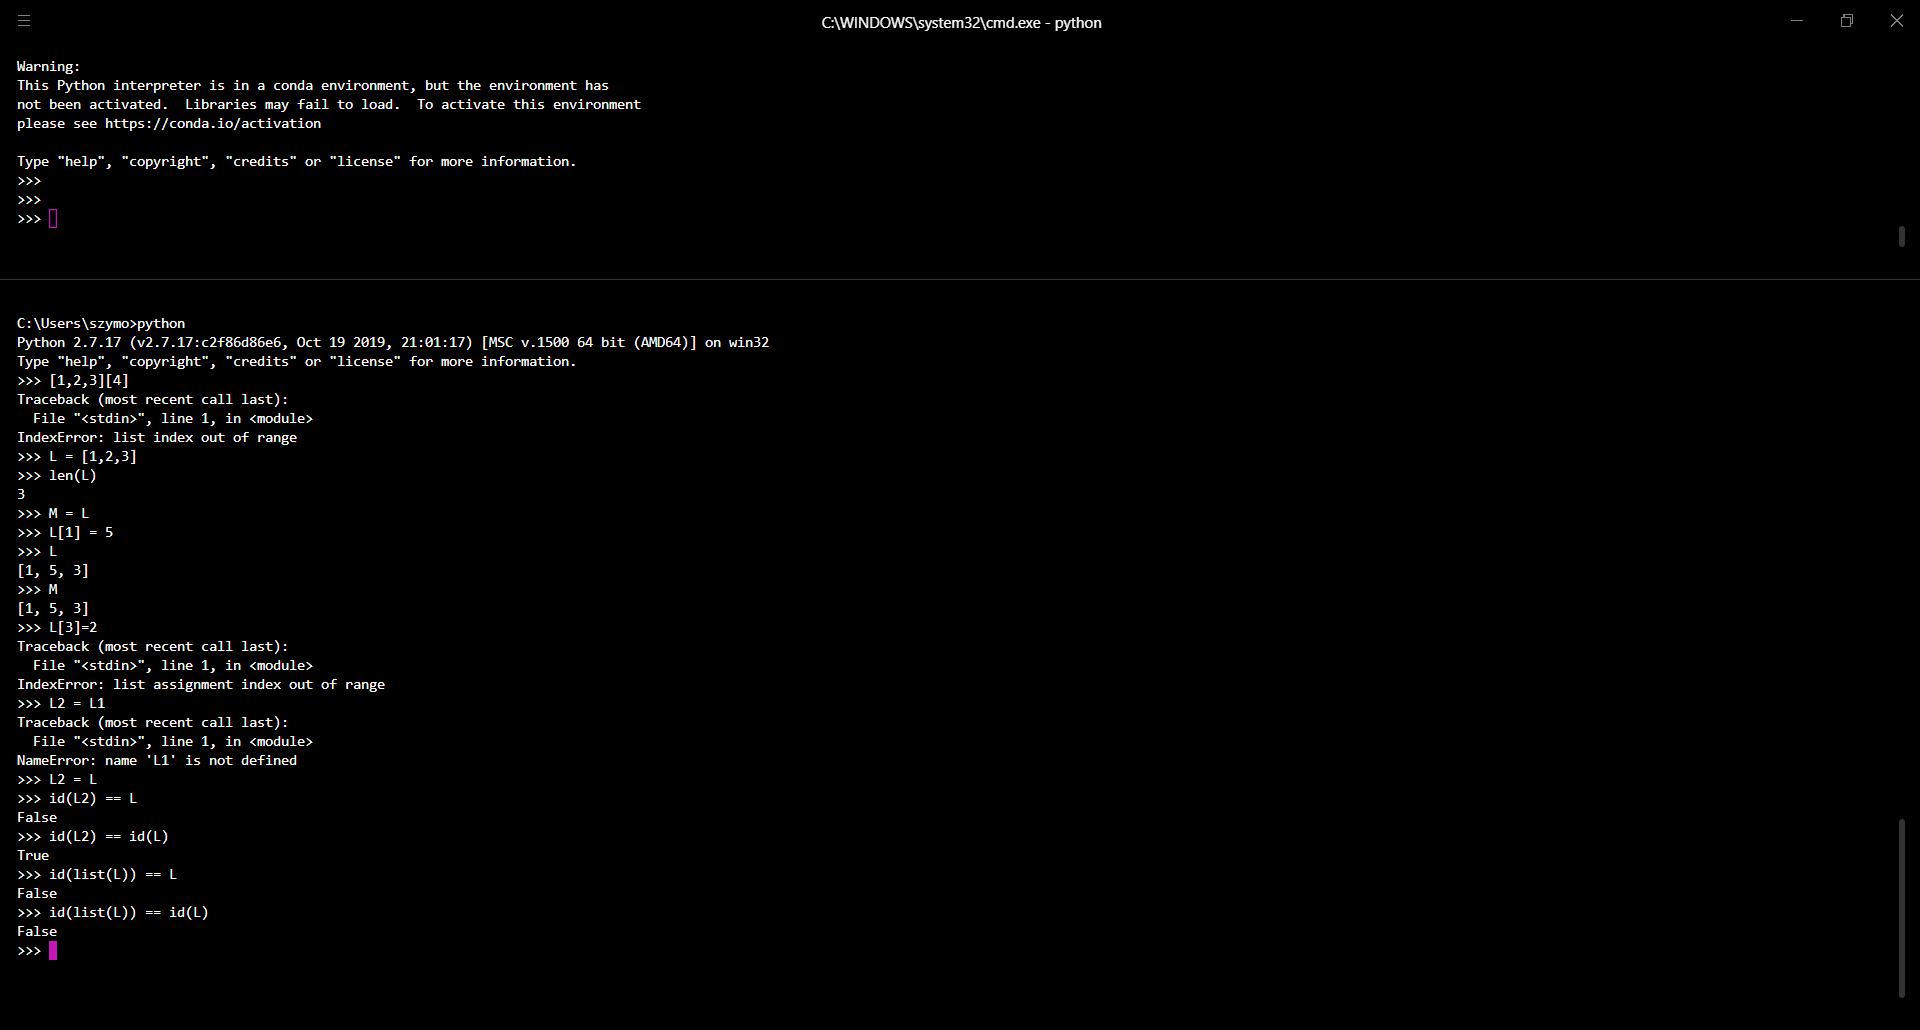 C:\WINDOWS\system32\cmd.exe - python
Warning:
This Python interpreter is in a conda environment, but the environment has
not been activated.  Libraries may fail to load.  To activate this environment
please see https://conda.io/activation
Type "help", "copyright", "credits" or "license" for more information.
>>>
>>>
>>>
C:\Users\szymo>python
Python 2.7.17 (v2.7.17:c2f86d86e6, Oct 19 2019, 21:01:17) [MSC v.1500 64 bit (AMD64)] on win32
Type "help", "copyright", "credits" or "license" for more information.
>>> [1,2,3][4]
Traceback (most recent call last):
  File "<stdin>", line 1, in <module>
IndexError: list index out of range
>>> L = [1,2,3]
>>> len(L)
3
>>> M = L
>>> L[1] = 5
>>> L
[1, 5, 3]
>>> M
[1, 5, 3]
>>> L[3]=2
Traceback (most recent call last):
  File "<stdin>", line 1, in <module>
IndexError: list assignment index out of range
>>> L2 = L1
Traceback (most recent call last):
  File "<stdin>", line 1, in <module>
NameError: name 'L1' is not defined
>>> L2 = L
>>> id(L2) == L
False
>>> id(L2) == id(L)
True
>>> id(list(L)) == L
False
>>> id(list(L)) == id(L)
False
>>>